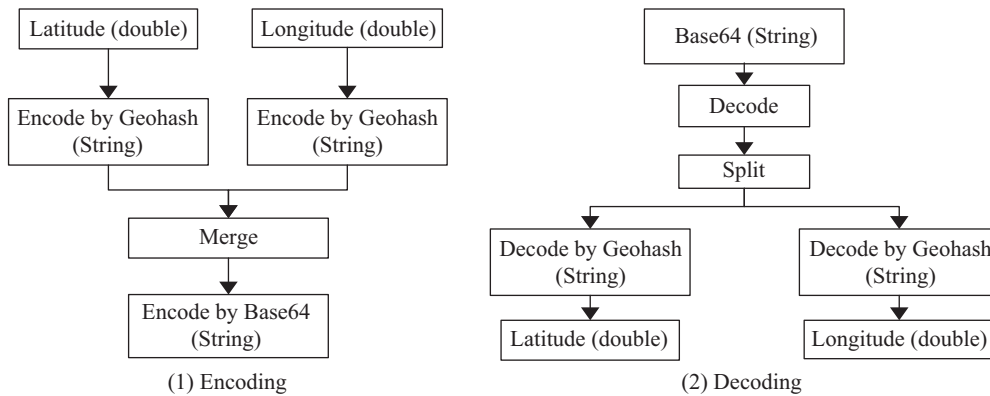 Latitude (double)
Longitude (double)
Encode by Geohash
(String)
Encode by Geohash
(String)
Merge
Encode by Base64
(String)
(1) Encoding
Base64 (String)
Decode
Split
Decode by Geohash
(String)
Decode by Geohash
(String)
Latitude (double)
Longitude (double)
(2) Decoding